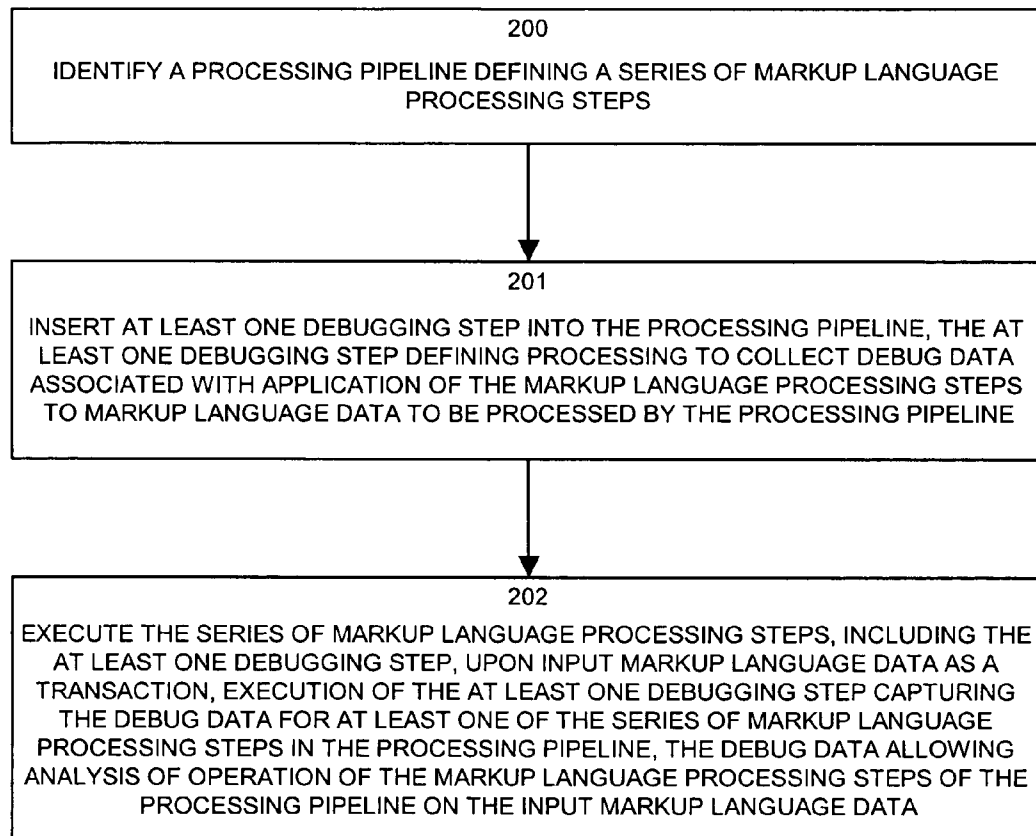 200
IDENTIFY A PROCESSING PIPELINE DEFINING A SERIES OF MARKUP LANGUAGE
PROCESSING STEPS
201
INSERT AT LEAST ONE DEBUGGING STEP INTO THE PROCESSING PIPELINE, THE AT
LEAST ONE DEBUGGING STEP DEFINING PROCESSING TO COLLECT DEBUG DATA
ASSOCIATED WITH APPLICATION OF THE MARKUP LANGUAGE PROCESSING STEPS
TO MARKUP LANGUAGE DATA TO BE PROCESSED BY THE PROCESSING PIPELINE
202
EXECUTE THE SERIES OF MARKUP LANGUAGE PROCESSING STEPS, INCLUDING THE
AT LEAST ONE DEBUGGING STEP, UPON INPUT MARKUP LANGUAGE DATA AS A
TRANSACTION, EXECUTION OF THE AT LEAST ONE DEBUGGING STEP CAPTURING
THE DEBUG DATA FOR AT LEAST ONE OF THE SERIES OF MARKUP LANGUAGE
PROCESSING STEPS IN THE PROCESSING PIPELINE, THE DEBUG DATA ALLOWING
ANALYSIS OF OPERATION OF THE MARKUP LANGUAGE PROCESSING STEPS OF THE
PROCESSING PIPELINE ON THE INPUT MARKUP LANGUAGE DATA